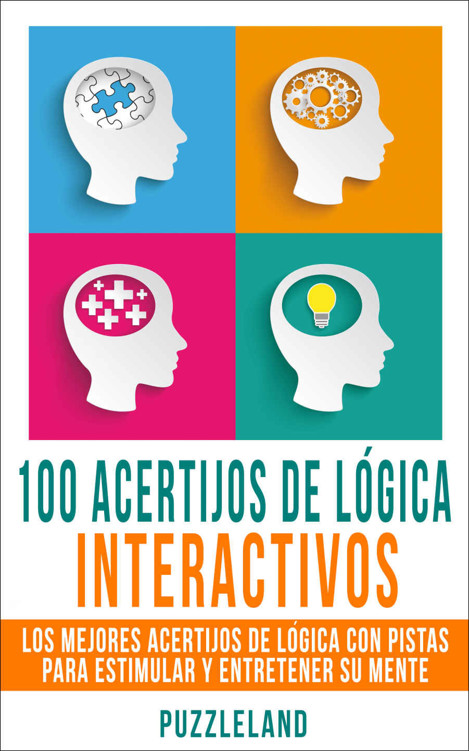 100 ACERTIJOS DE LÓGICA
INTERACTIVOS
LOS MEJORES ACERTIJOS DE LÓGICA CON PISTAS
PARA ESTIMULAR Y ENTRETENER SU MENTE
PUZZLELAND